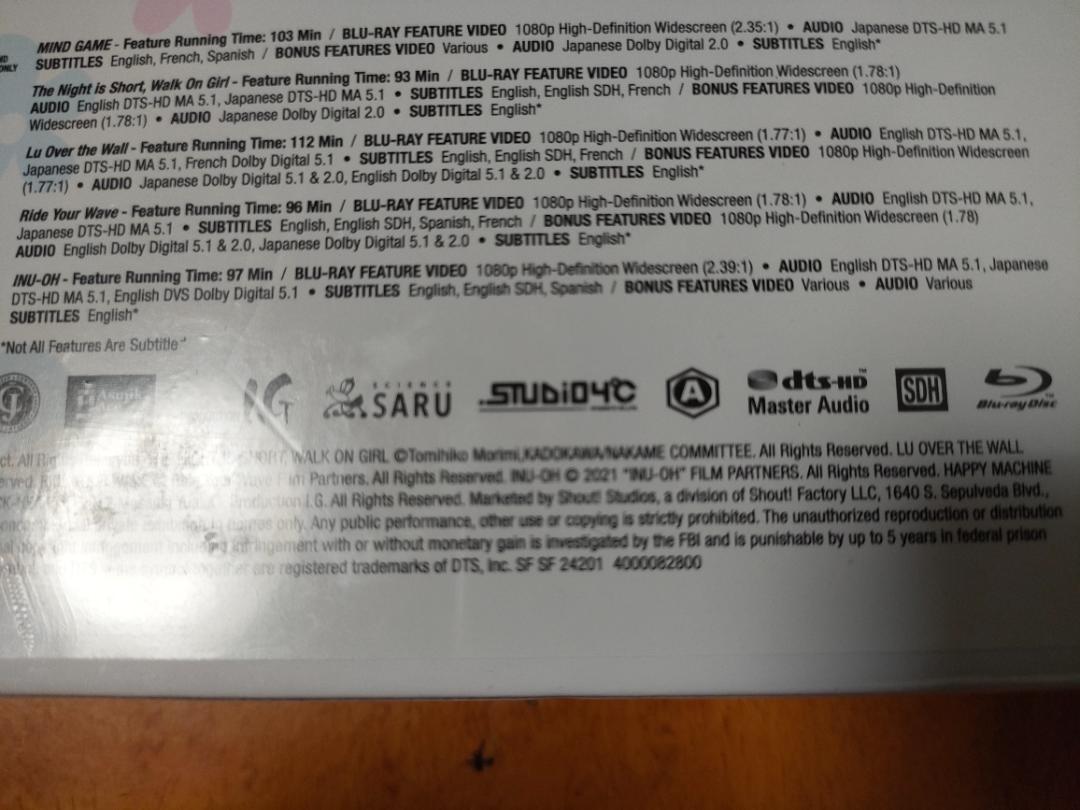 MIND GAME - Feature Running Time: 103 Min / BLU-RAY FEATURE VIDEO 1080p High-Definition Widescreen (2.35:1) • AUDIO Japanese DTS-HD MA 5.1
ONLY
SUBTITLES English, French, Spanish / BONUS FEATURES VIDEO Various • AUDIO Japanese Dolby Digital 2.0 • SUBTITLES English*
The Night is Short, Walk On Girl - Feature Running Time: 93 Min / BLU-RAY FEATURE VIDEO 1080p High-Definition Widescreen (1.78:1)
AUDIO English DTS-HD MA 5.1, Japanese DTS-HD MA 5.1 • SUBTITLES English, English SDH, French / BONUS FEATURES VIDEO 1080p High-Definition
Widescreen (1.78:1) • AUDIO Japanese Dolby Digital 2.0 • SUBTITLES English*
Lu Over the Wall - Feature Running Time: 112 Min / BLU-RAY FEATURE VIDEO 1080p High-Definition Widescreen (1.77:1) • AUDIO English DTS-HD MA 5.1,
Japanese DTS-HD MA 5.1, French Dolby Digital 5.1 • SUBTITLES English, English SDH, French / BONUS FEATURES VIDEO 1080p High-Definition Widescreen
(1.77:1) • AUDIO Japanese Dolby Digital 5.1 & 2.0, English Dolby Digital 5.1 & 2.0 • SUBTITLES English*
Ride Your Wave - Feature Running Time: 96 Min / BLU-RAY FEATURE VIDEO 1080p High-Definition Widescreen (1.78:1) • AUDIO English DTS-HD MA 5.1,
Japanese DTS-HD MA 5.1 • SUBTITLES English, English SDH, Spanish, French / BONUS FEATURES VIDEO 1080p High-Definition Widescreen (1.78)
AUDIO English Dolby Digital 5.1 & 2.0, Japanese Dolby Digital 5.1 & 2.0 • SUBTITLES English*
INU-OH - Feature Running Time: 97 Min / BLU-RAY FEATURE VIDEO 1080p High-Definition Widescreen (2.39:1) • AUDIO English DTS-HD MA 5.1, Japanese
DTS-HD MA 5.1, English DVS Dolby Digital 5.1 • SUBTITLES English, English SDH, Spanish / BONUS FEATURES VIDEO Various • AUDIO Various
SUBTITLES English*
*Not All Features Are Subtitle
IG SCIENCE SARU STUDIO4°C A dts-HD Master Audio SDH Blu-ray Disc
WALK ON GIRL ©Tomihiko Morimi,KADOKAWA/NAKAME COMMITTEE. All Rights Reserved. LU OVER THE WALL
Film Partners. All Rights Reserved. INU-OH © 2021 "INU-OH" FILM PARTNERS. All Rights Reserved. HAPPY MACHINE
Production I.G. All Rights Reserved. Marketed by Shout! Studios, a division of Shout! Factory LLC, 1640 S. Sepulveda Blvd.,
only. Any public performance, other use or copying is strictly prohibited. The unauthorized reproduction or distribution
infringement with or without monetary gain is investigated by the FBI and is punishable by up to 5 years in federal prison
are registered trademarks of DTS, Inc. SF SF 24201 4000082800